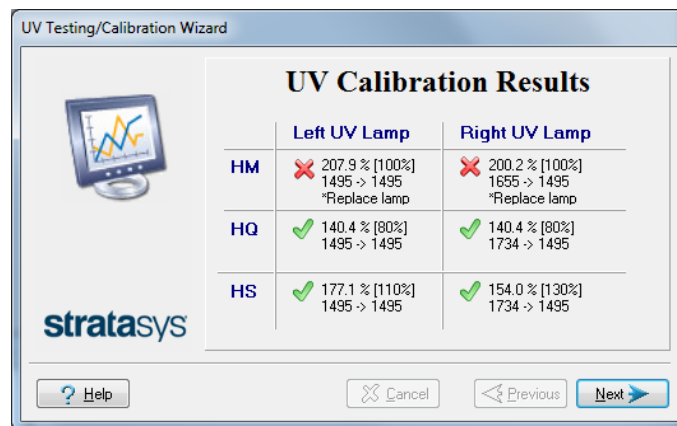 UV Testing/Calibration Wizard
UV Calibration Results
Left UV Lamp Right UV Lamp
HM 207.9 % [100%] 200.2 % [100%]
1495 -> 1495 1655 -> 1495
*Replace lamp *Replace lamp
HQ 140.4 % [80%] 140.4 % [80%]
1495 -> 1495 1734 -> 1495
HS 177.1 % [110%] 154.0 % [130%]
1495 -> 1495 1734 -> 1495
stratasys
? Help Cancel Previous Next